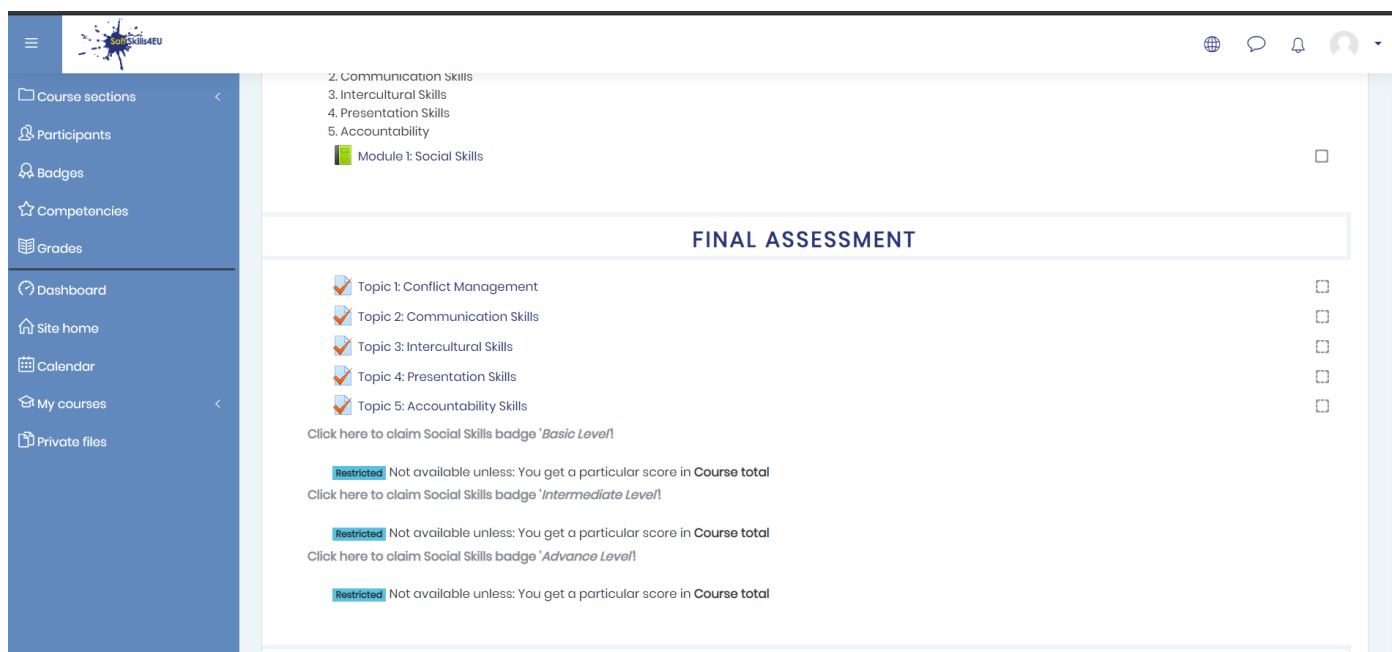 SoftSkills4EU
Course sections
Participants
Badges
Competencies
Grades
Dashboard
Site home
Calendar
My courses
Private files
2. Communication Skills
3. Intercultural Skills
4. Presentation Skills
5. Accountability
Module 1: Social Skills
FINAL ASSESSMENT
Topic 1: Conflict Management
Topic 2: Communication Skills
Topic 3: Intercultural Skills
Topic 4: Presentation Skills
Topic 5: Accountability Skills
Click here to claim Social Skills badge 'Basic Level'!
Restricted Not available unless: You get a particular score in Course total
Click here to claim Social Skills badge 'Intermediate Level'!
Restricted Not available unless: You get a particular score in Course total
Click here to claim Social Skills badge 'Advance Level'!
Restricted Not available unless: You get a particular score in Course total